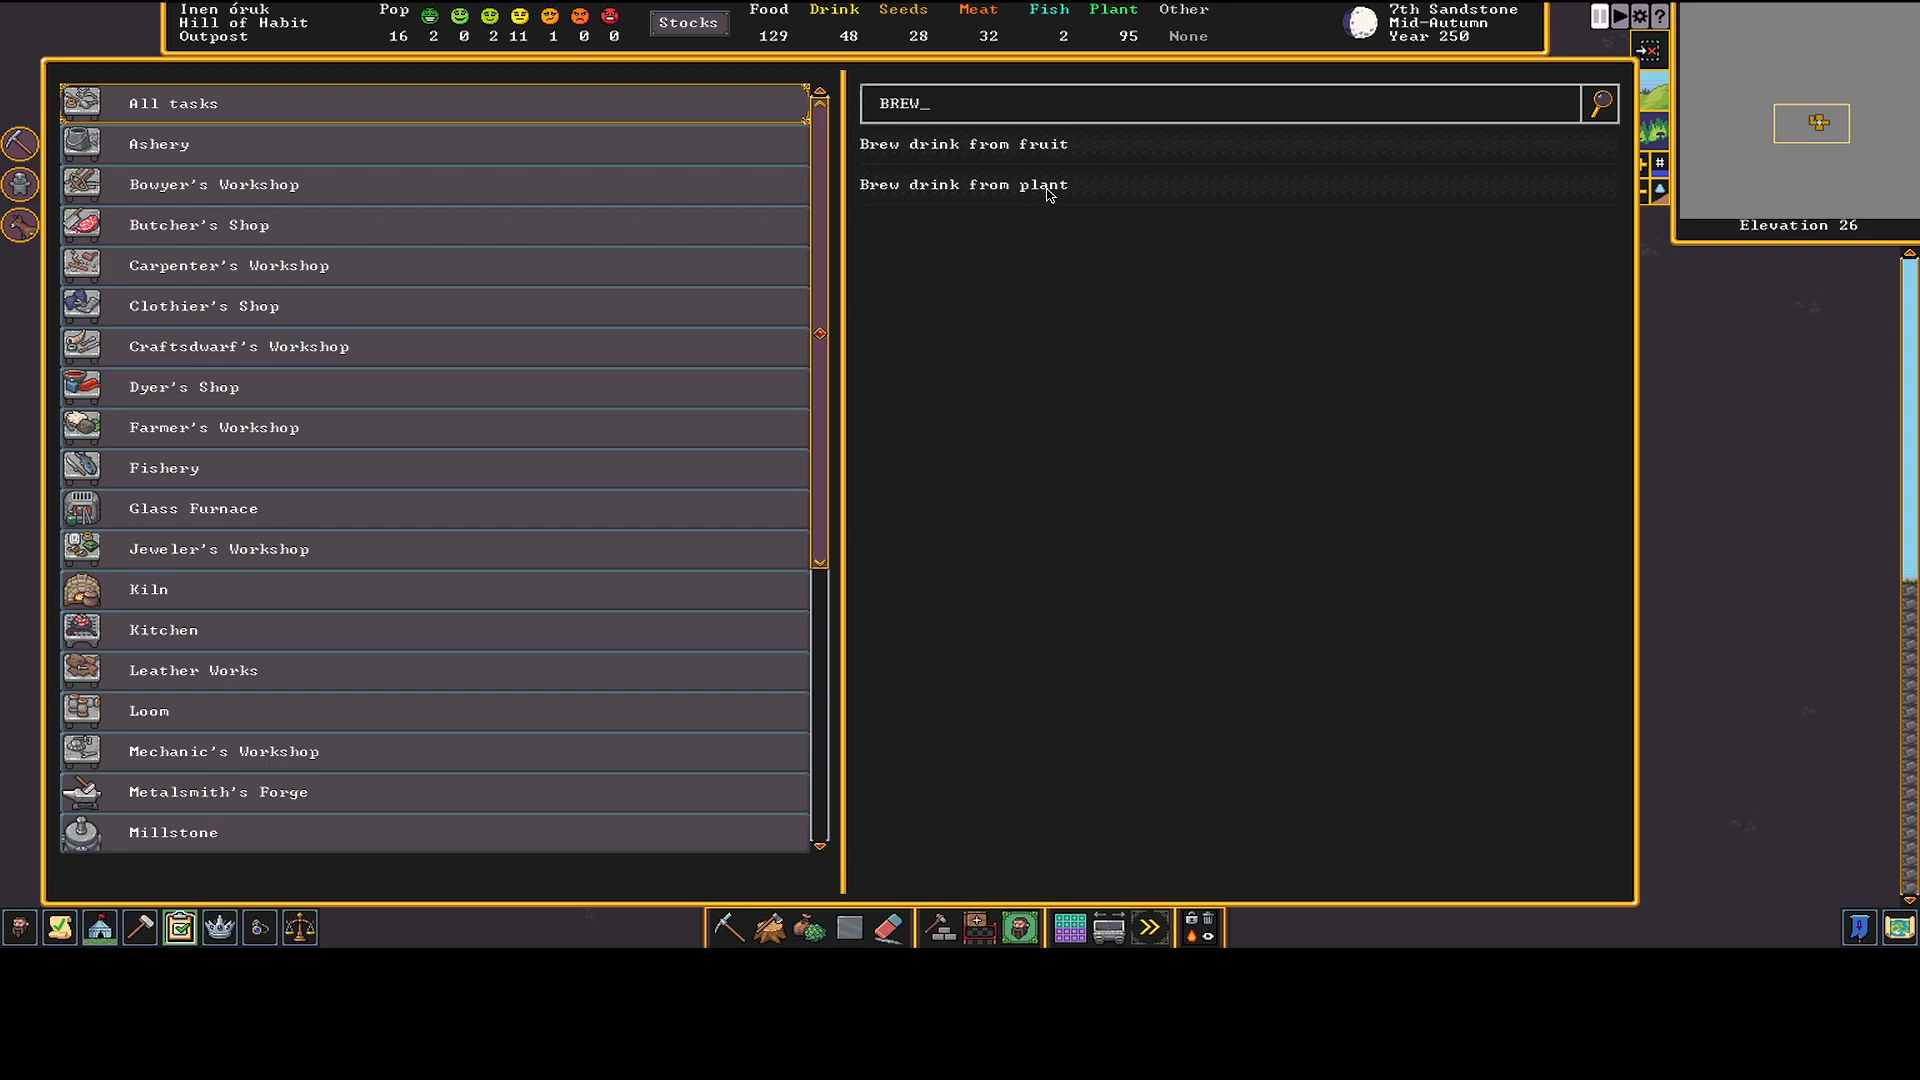 Inen óruk
Hill of Habit
Outpost
Pop
16 2 0 2 11 1 0 0
Stocks
Food Drink Seeds Meat Fish Plant Other
129 48 28 32 2 95 None
7th Sandstone
Mid-Autumn
Year 250
?
All tasks
Ashery
Bowyer's Workshop
Butcher's Shop
Carpenter's Workshop
Clothier's Shop
Craftsdwarf's Workshop
Dyer's Shop
Farmer's Workshop
Fishery
Glass Furnace
Jeweler's Workshop
Kiln
Kitchen
Leather Works
Loom
Mechanic's Workshop
Metalsmith's Forge
Millstone
BREW_
Brew drink from fruit
Brew drink from plant
#
Elevation 26